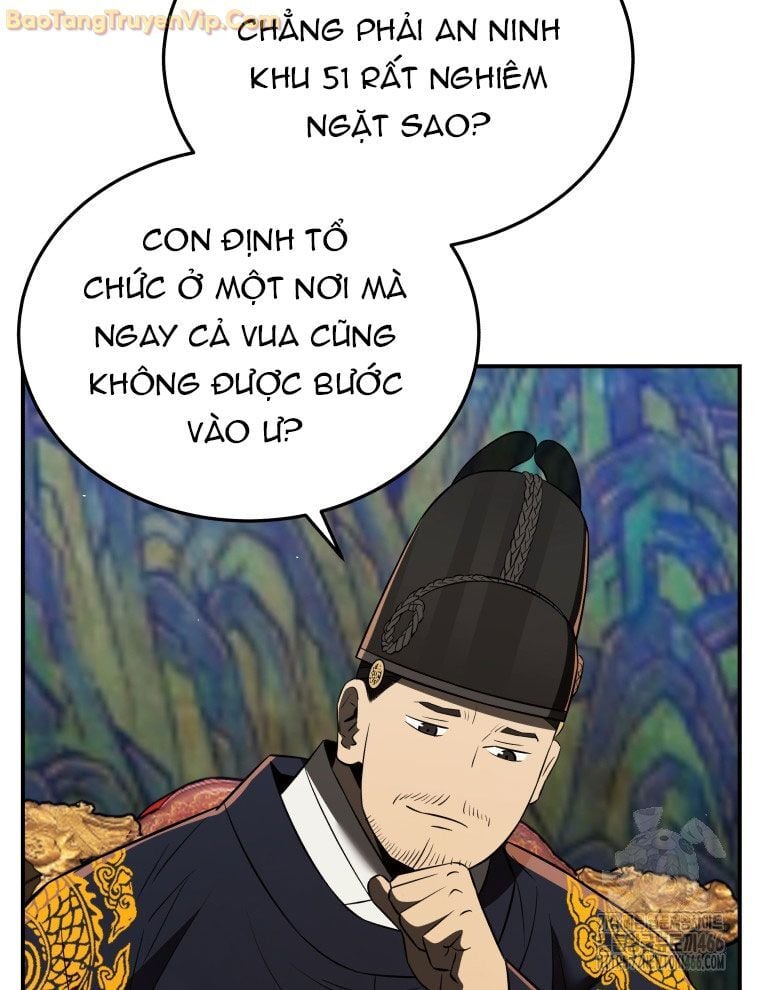 BaoTangTruyenVip.Com
CHẲNG PHẢI AN NINH
KHU 51 RẤT NGHIÊM
NGẶT SAO?
CON ĐỊNH TỔ
CHỨC Ở MỘT NƠI MÀ
NGAY CẢ VUA CŨNG
KHÔNG ĐƯỢC BƯỚC
VÀO Ư?